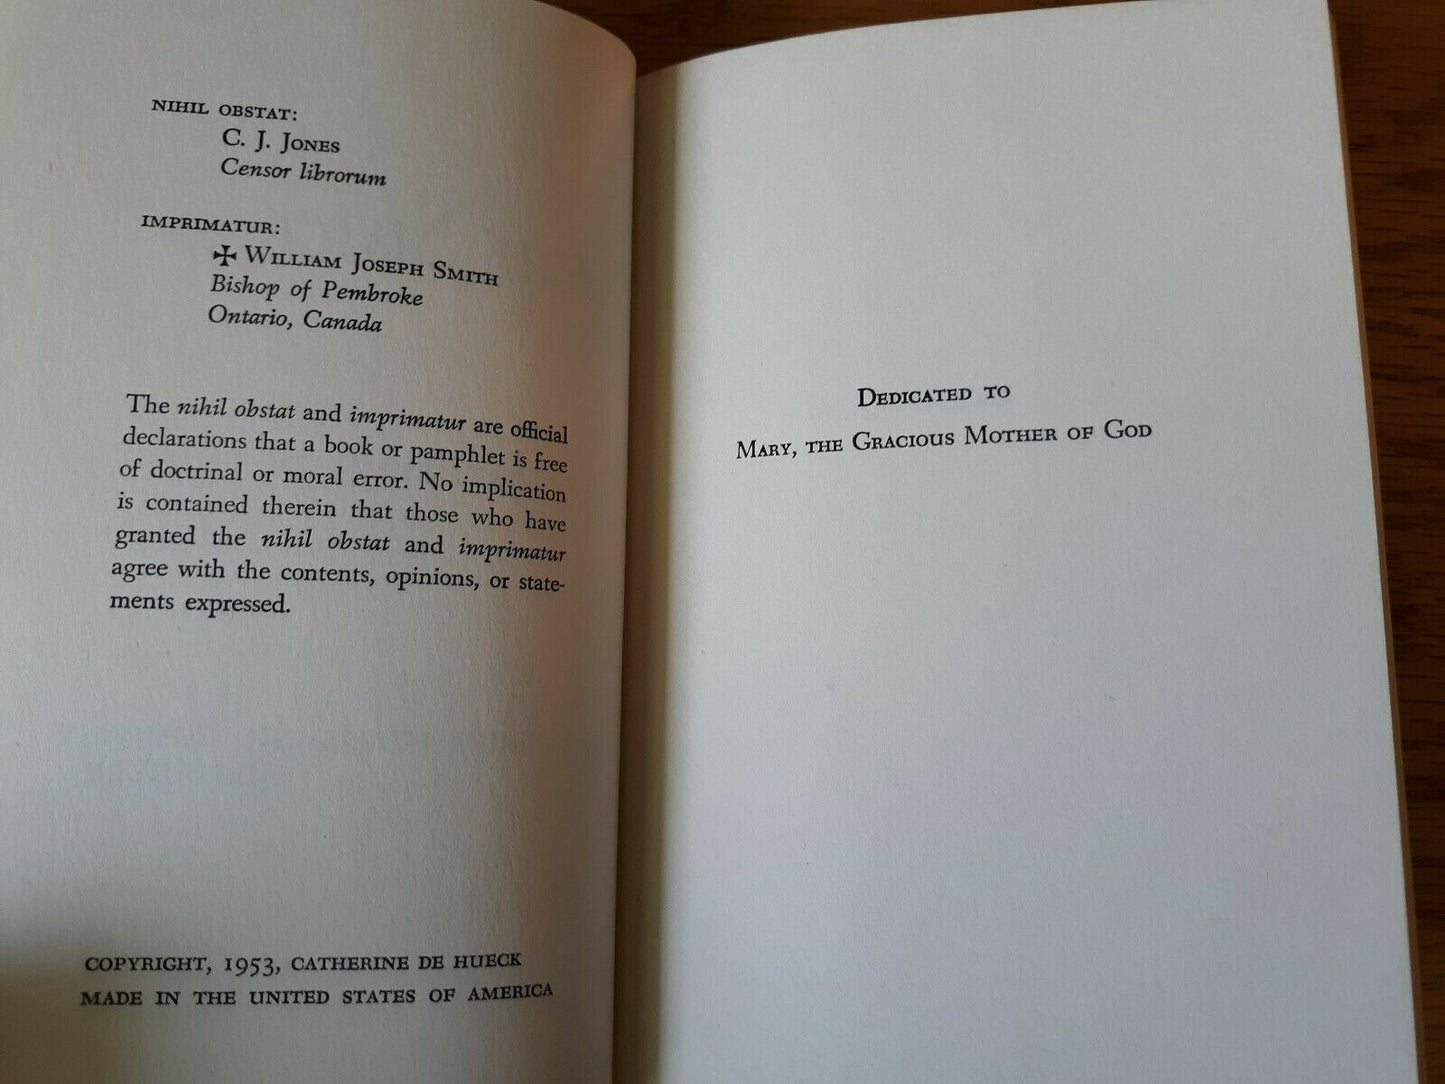 NIHIL OBSTAT:
C. J. JONES
Censor librorum
IMPRIMATUR:
✠ WILLIAM JOSEPH SMITH
Bishop of Pembroke
Ontario, Canada
The nihil obstat and imprimatur are official
declarations that a book or pamphlet is free
of doctrinal or moral error. No implication
is contained therein that those who have
granted the nihil obstat and imprimatur
agree with the contents, opinions, or state-
ments expressed.
COPYRIGHT, 1953, CATHERINE DE HUECK
MADE IN THE UNITED STATES OF AMERICA
DEDICATED TO
MARY, THE GRACIOUS MOTHER OF GOD